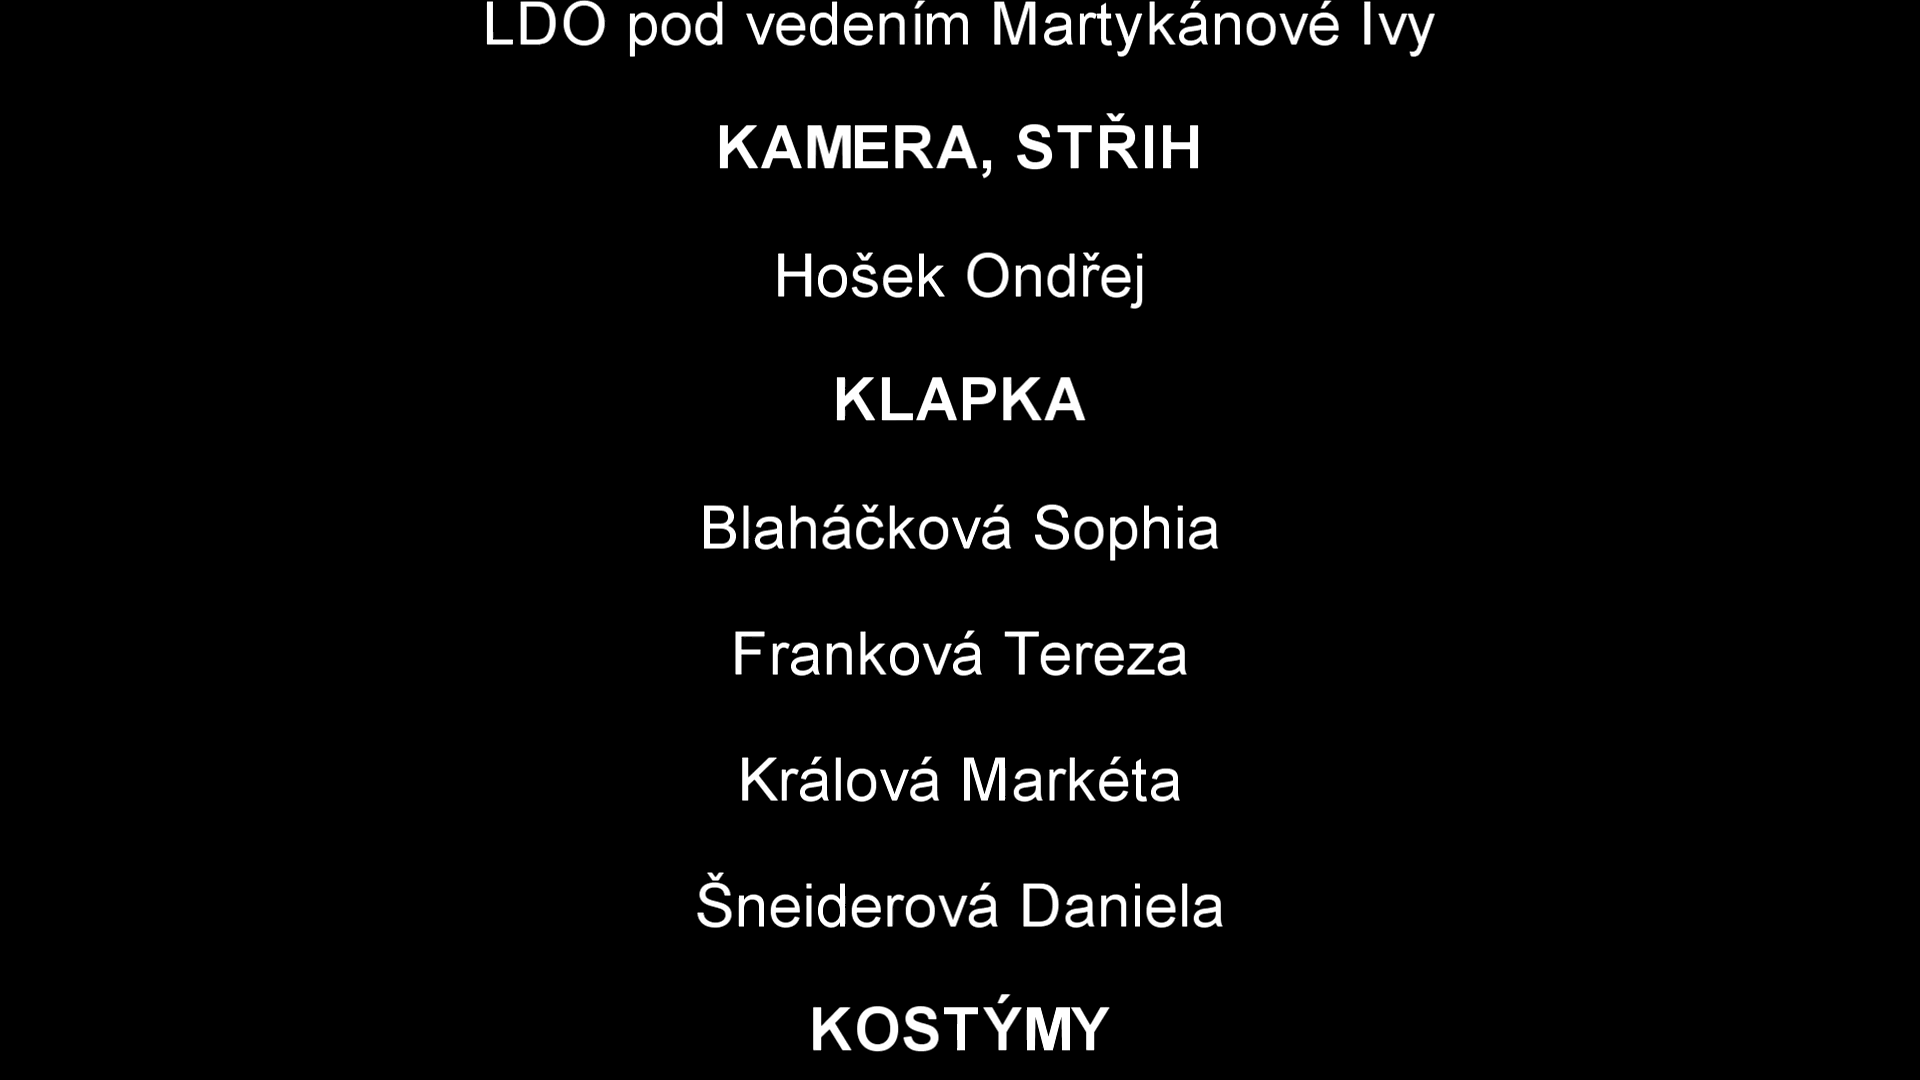 LDO pod vedením Martykánové Ivy
KAMERA, STŘIH
Hošek Ondřej
KLAPKA
Blaháčková Sophia
Franková Tereza
Králová Markéta
Šneiderová Daniela
KOSTÝMY